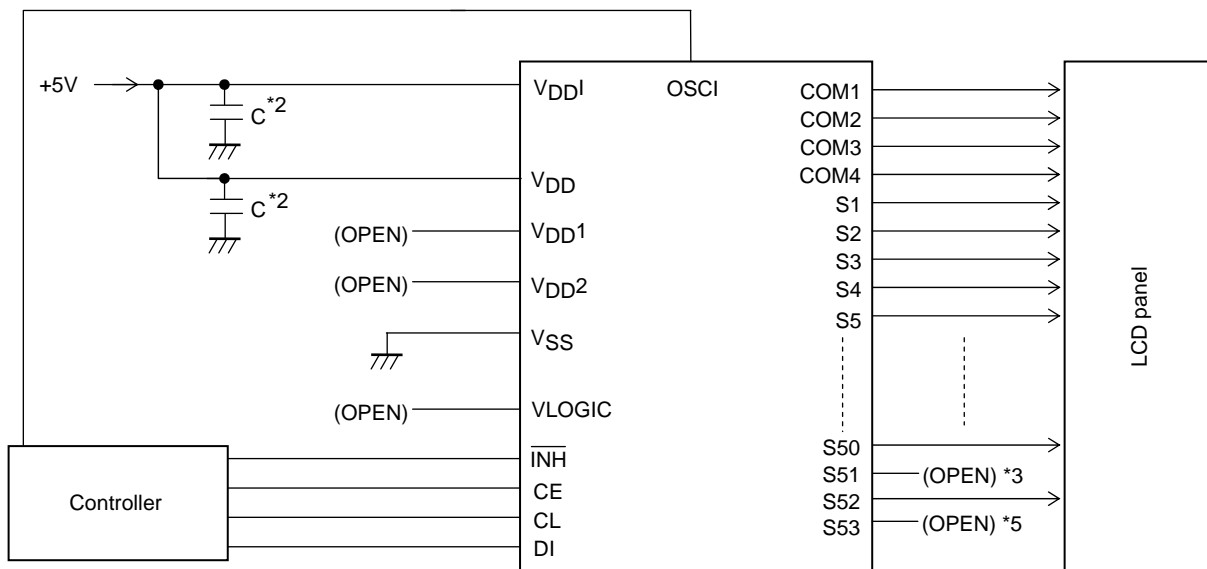 +5V
C*2
C*2
(OPEN)
(OPEN)
(OPEN)
Controller
VDDI
OSCI
VDD
VDD1
VDD2
VSS
VLOGIC
INH
CE
CL
DI
COM1
COM2
COM3
COM4
S1
S2
S3
S4
S5
S50
S51
(OPEN) *3
S52
S53
(OPEN) *5
LCD panel